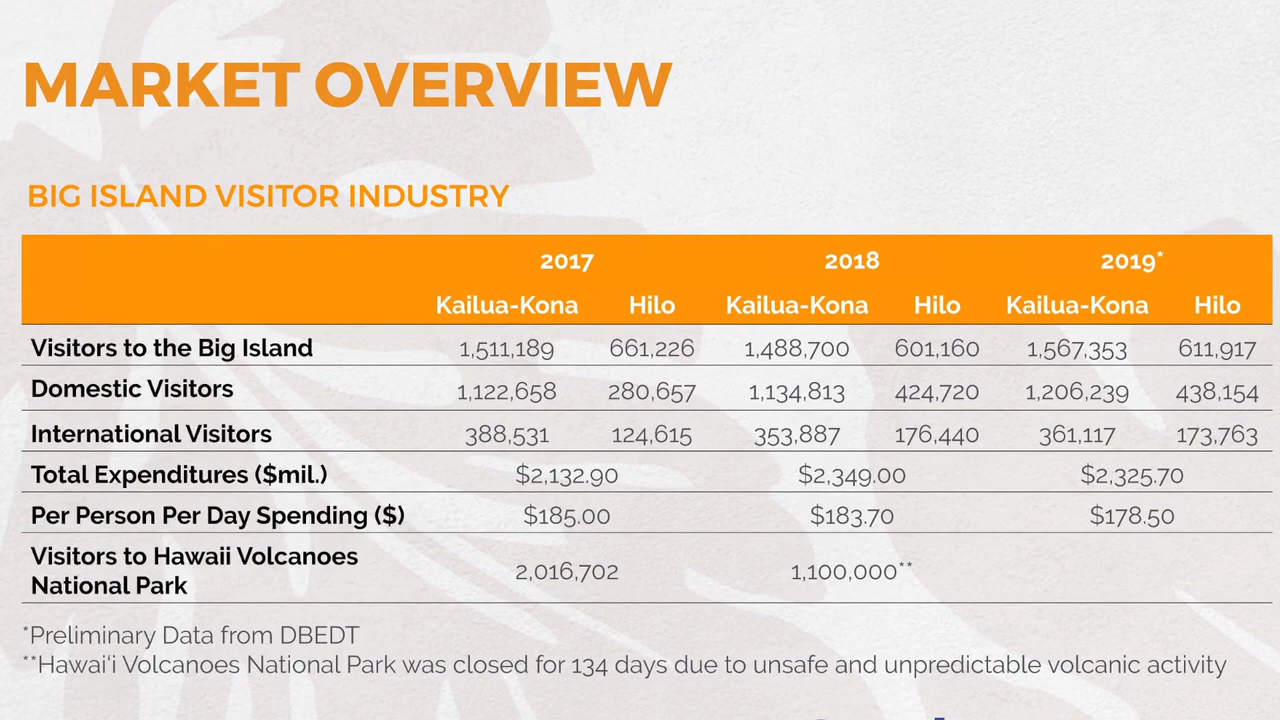 MARKET OVERVIEW
BIG ISLAND VISITOR INDUSTRY
2017 2018 2019*
Kailua-Kona Hilo Kailua-Kona Hilo Kailua-Kona Hilo
Visitors to the Big Island 1,511,189 661,226 1,488,700 601,160 1,567,353 611,917
Domestic Visitors 1,122,658 280,657 1,134,813 424,720 1,206,239 438,154
International Visitors 388,531 124,615 353,887 176,440 361,117 173,763
Total Expenditures ($mil.) $2,132.90 $2,349.00 $2,325.70
Per Person Per Day Spending ($) $185.00 $183.70 $178.50
Visitors to Hawaii Volcanoes
National Park 2,016,702 1,100,000**
*Preliminary Data from DBEDT
**Hawai‘i Volcanoes National Park was closed for 134 days due to unsafe and unpredictable volcanic activity